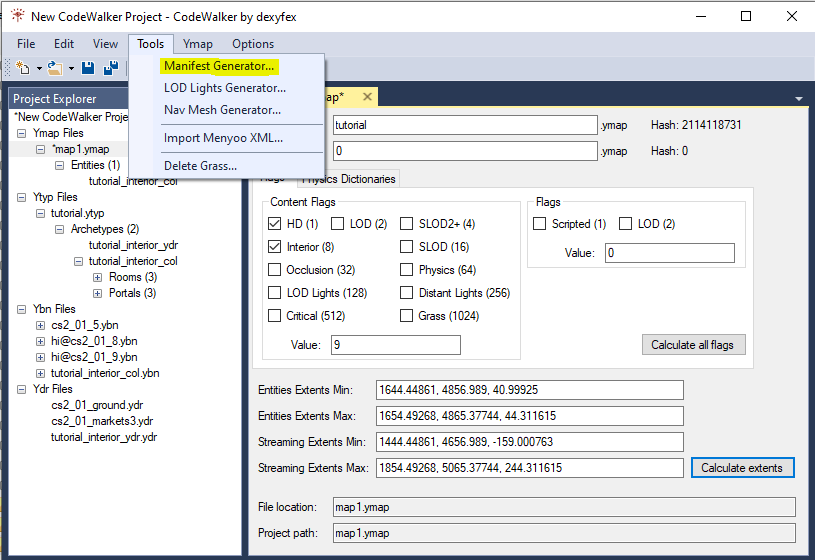 New CodeWalker Project - CodeWalker by dexyfex
File Edit View Tools Ymap Options
Manifest Generator...
LOD Lights Generator...
Nav Mesh Generator...
Import Menyoo XML...
Delete Grass...
Project Explorer
*New CodeWalker Proje
Ymap Files
*map1.ymap
Entities (1)
tutorial_interior_col
Ytyp Files
tutorial.ytyp
Archetypes (2)
tutorial_interior_ydr
tutorial_interior_col
Rooms (3)
Portals (3)
Ybn Files
cs2_01_5.ybn
hi@cs2_01_8.ybn
hi@cs2_01_9.ybn
tutorial_interior_col.ybn
Ydr Files
cs2_01_ground.ydr
cs2_01_markets3.ydr
tutorial_interior_ydr.ydr
ap*
tutorial .ymap Hash: 2114118731
0 .ymap Hash: 0
Flags Physics Dictionaries
Content Flags
HD (1) LOD (2) SLOD2+ (4)
Interior (8) SLOD (16)
Occlusion (32) Physics (64)
LOD Lights (128) Distant Lights (256)
Critical (512) Grass (1024)
Value: 9
Flags
Scripted (1) LOD (2)
Value: 0
Calculate all flags
Entities Extents Min: 1644.44861, 4856.989, 40.99925
Entities Extents Max: 1654.49268, 4865.37744, 44.311615
Streaming Extents Min: 1444.44861, 4656.989, -159.000763
Streaming Extents Max: 1854.49268, 5065.37744, 244.311615 Calculate extents
File location: map1.ymap
Project path: map1.ymap